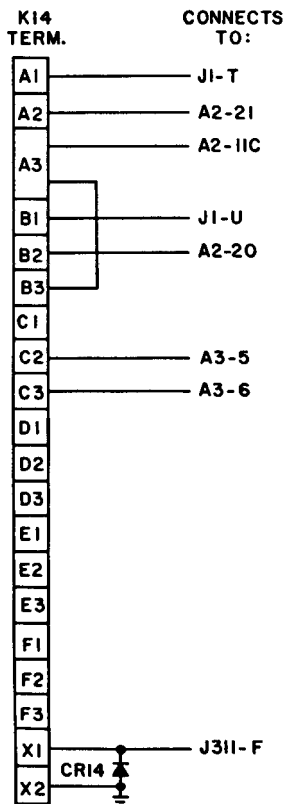 K14 CONNECTS
TERM. TO:
A1 J1-T
A2 A2-21
A2-11C
A3
B1 J1-U
B2 A2-20
B3
C1
C2 A3-5
C3 A3-6
D1
D2
D3
E1
E2
E3
F1
F2
F3
X1 J311-F
CR14
X2